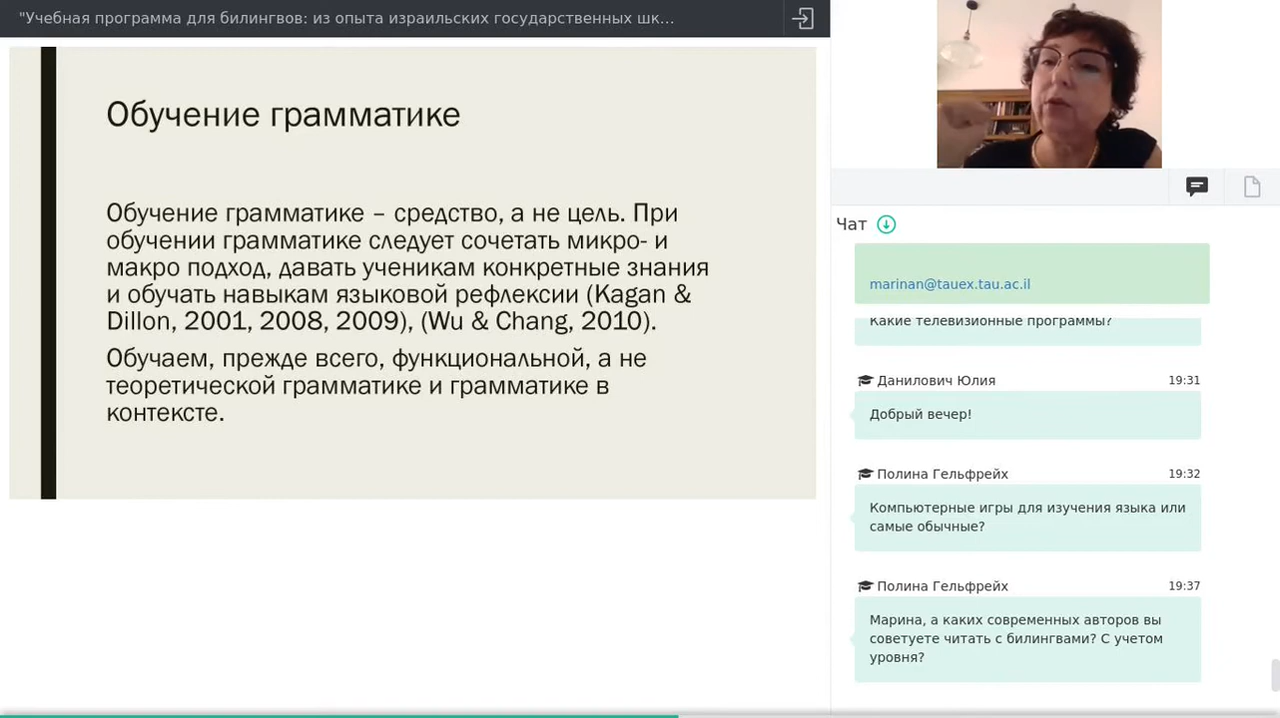 "Учебная программа для билингвов: из опыта израильских государственных шк...
Обучение грамматике
Обучение грамматике – средство, а не цель. При
обучении грамматике следует сочетать микро- и
макро подход, давать ученикам конкретные знания
и обучать навыкам языковой рефлексии (Kagan &
Dillon, 2001, 2008, 2009), (Wu & Chang, 2010).
Обучаем, прежде всего, функциональной, а не
теоретической грамматике и грамматике в
контексте.
Чат
marinan@tauex.tau.ac.il
Какие телевизионные программы?
Данилович Юлия 19:31
Добрый вечер!
Полина Гельфрейх 19:32
Компьютерные игры для изучения языка или
самые обычные?
Полина Гельфрейх 19:37
Марина, а каких современных авторов вы
советуете читать с билингвами? С учетом
уровня?